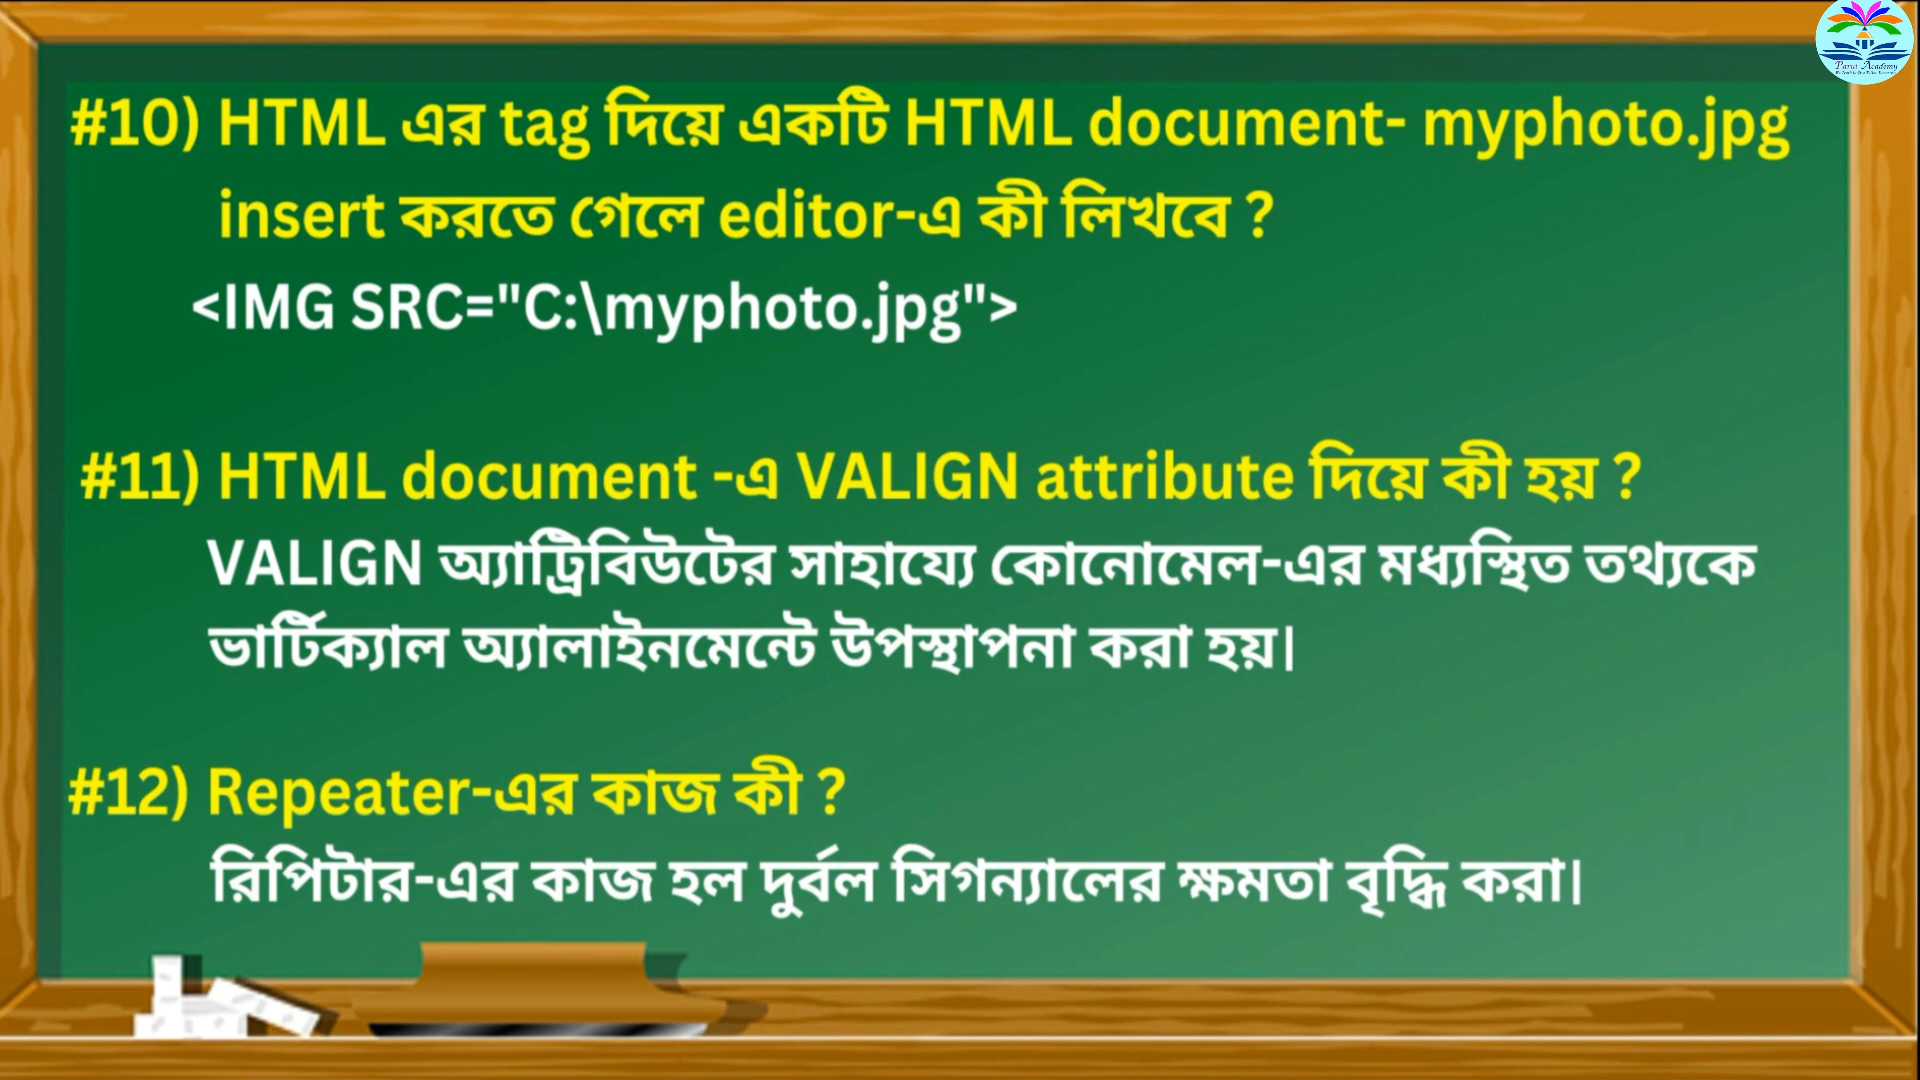 #10) HTML এর tag দিয়ে একটি HTML document- myphoto.jpg
insert করতে গেলে editor-এ কী লিখবে ?
<IMG SRC="C:\myphoto.jpg">
#11) HTML document -এ VALIGN attribute দিয়ে কী হয় ?
VALIGN অ্যাট্রিবিউটের সাহায্যে কোনোমেল-এর মধ্যস্থিত তথ্যকে
ভার্টিক্যাল অ্যালাইনমেন্টে উপস্থাপনা করা হয়।
#12) Repeater-এর কাজ কী ?
রিপিটার-এর কাজ হল দুর্বল সিগন্যালের ক্ষমতা বৃদ্ধি করা।
Parui Academy